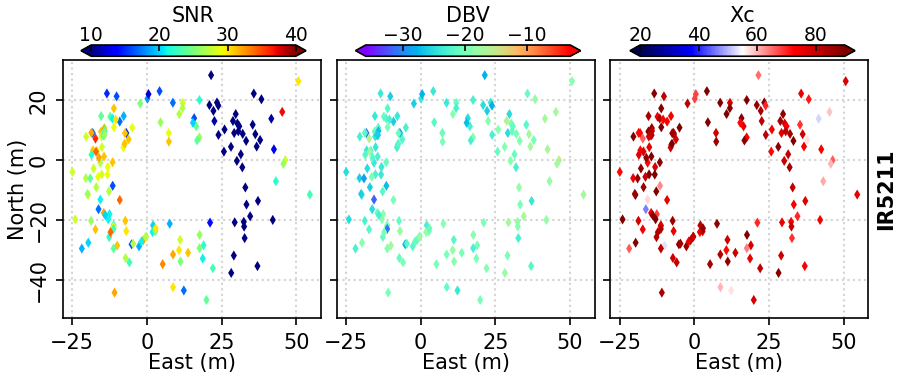 SNR DBV Xc
10 20 30 40 −30 −20 −10 20 40 60 80
20
0
−20
−40
North (m)
−25 0 25 50 −25 0 25 50 −25 0 25 50
East (m) East (m) East (m)
IR5211